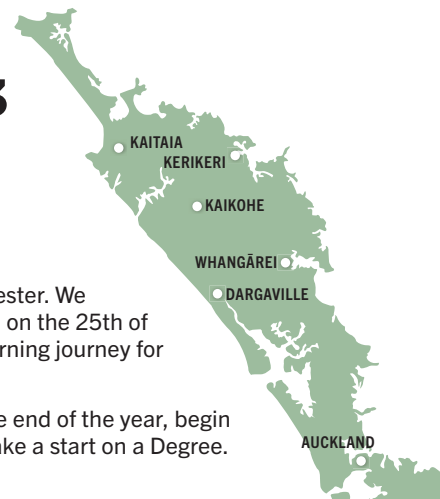 KAITAIA
KERIKERI
KAIKOHE
WHANGĀREI
DARGAVILLE
ester. We
on the 25th of
rning journey for
e end of the year, begin
ake a start on a Degree.
AUCKLAND